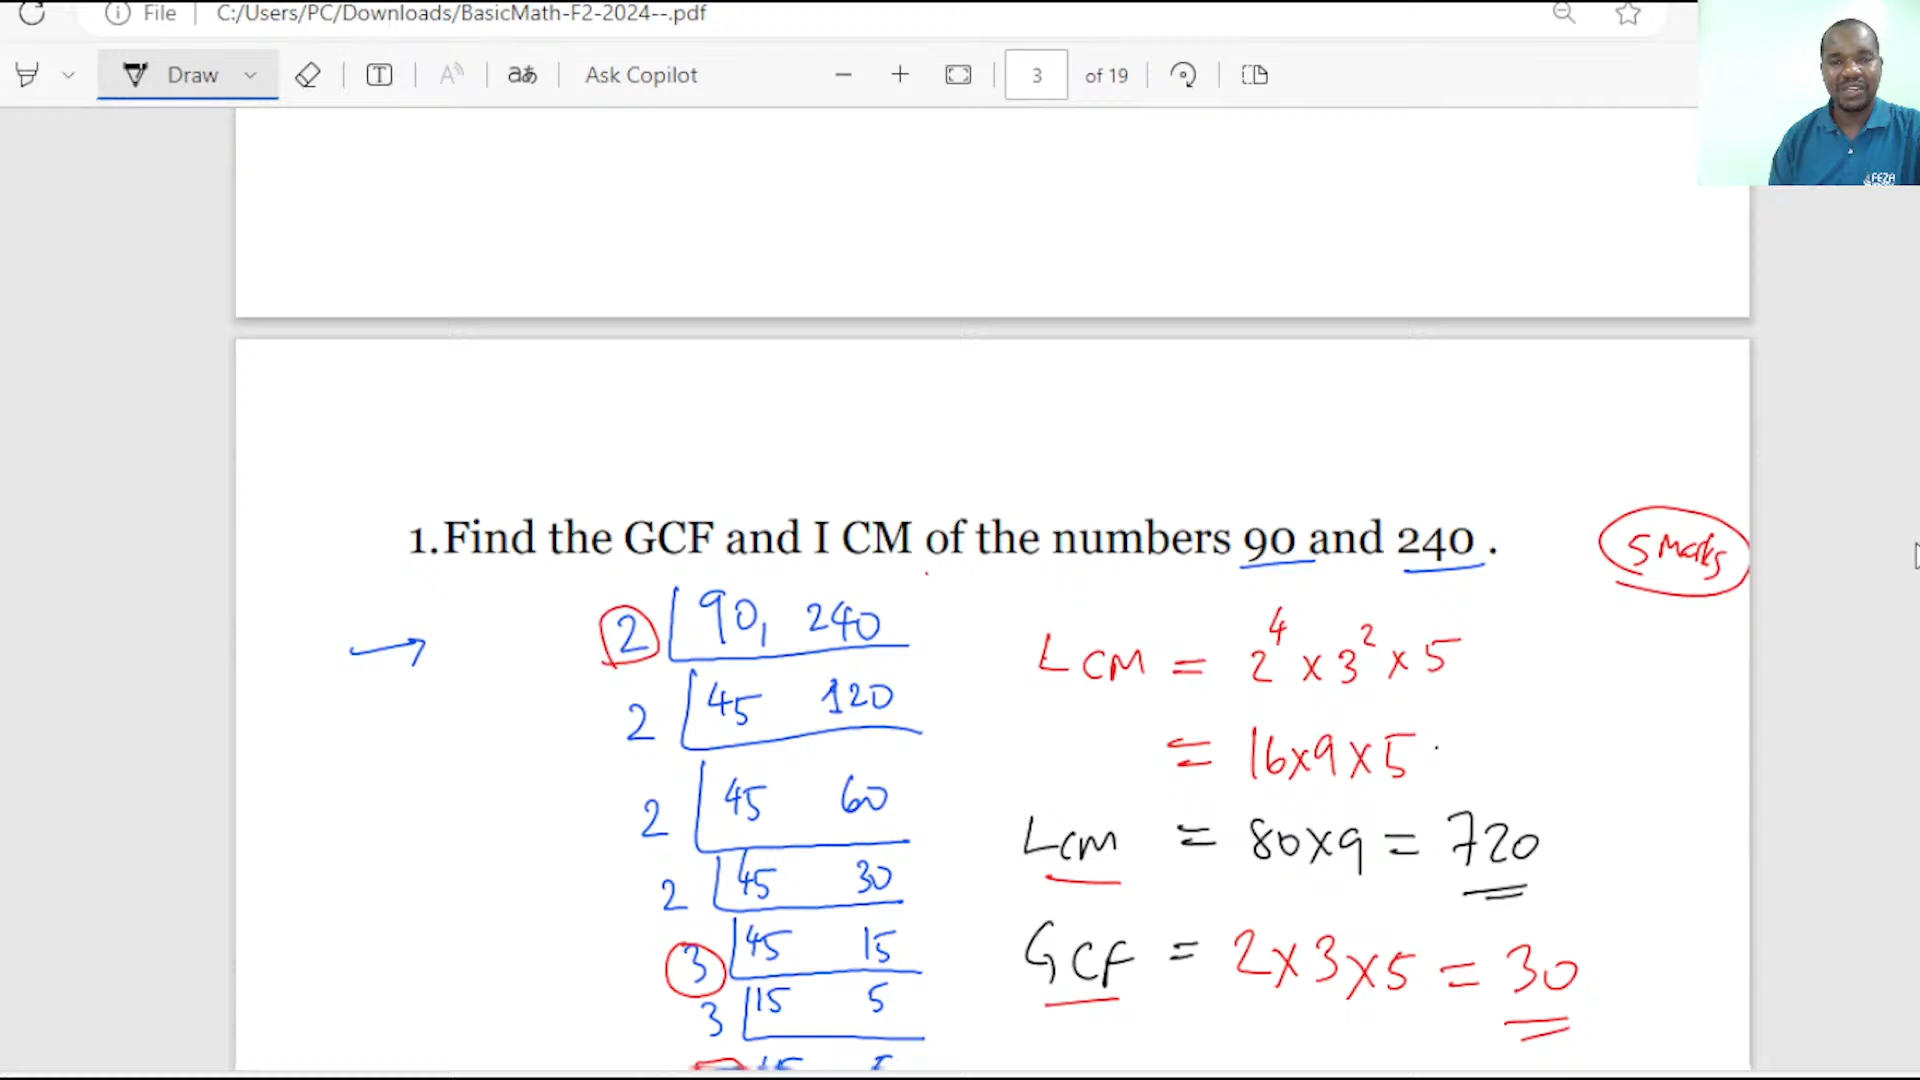 File C:/Users/PC/Downloads/BasicMath-F2-2024--.pdf
Draw T A aあ Ask Copilot 3 of 19
FEZA
1.Find the GCF and I CM of the numbers 90 and 240 .
5 Marks
2 90, 240
LCM = 2⁴ x 3² x 5
2 45 120
= 16x9x5
2 45 60
LCM = 80x9 = 720
2 45 30
3 45 15
GCF = 2x3x5 = 30
3 15 5